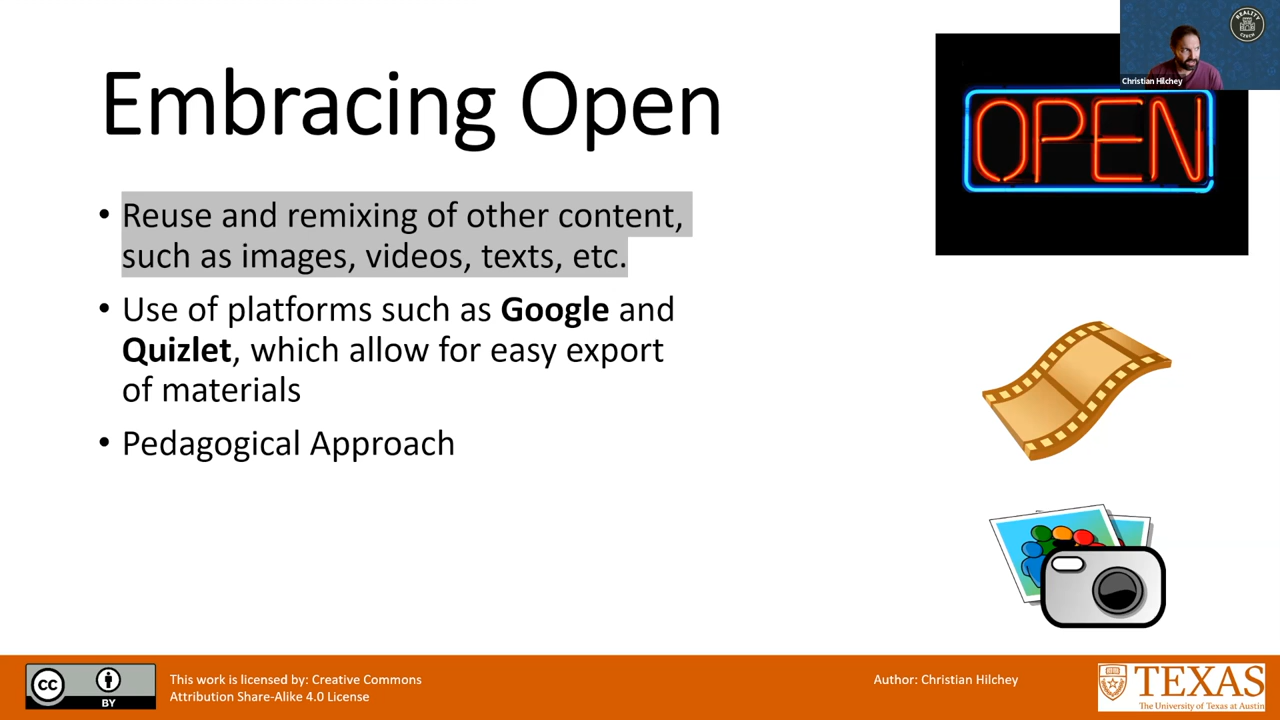 Embracing Open
• Reuse and remixing of other content,
such as images, videos, texts, etc.
• Use of platforms such as Google and
Quizlet, which allow for easy export
of materials
• Pedagogical Approach
REALITY
CZECH
Christian Hilchey
OPEN
CC
BY
This work is licensed by: Creative Commons
Attribution Share-Alike 4.0 License
Author: Christian Hilchey
TEXAS
The University of Texas at Austin